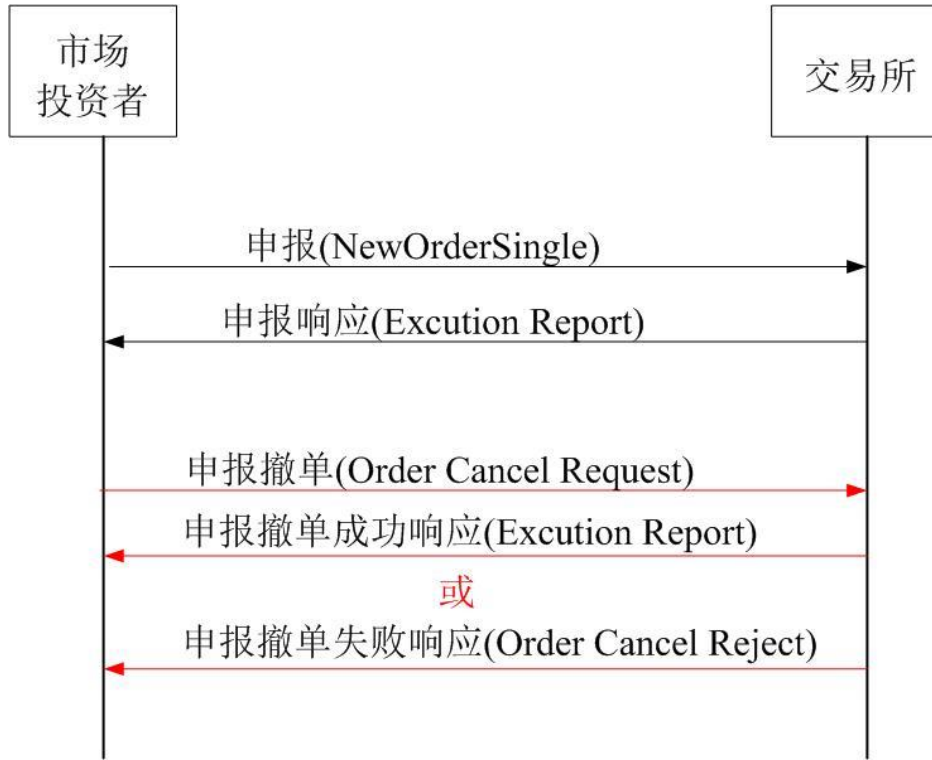 市场
投资者
交易所
申报(NewOrderSingle)
申报响应(Excution Report)
申报撤单(Order Cancel Request)
申报撤单成功响应(Excution Report)
或
申报撤单失败响应(Order Cancel Reject)